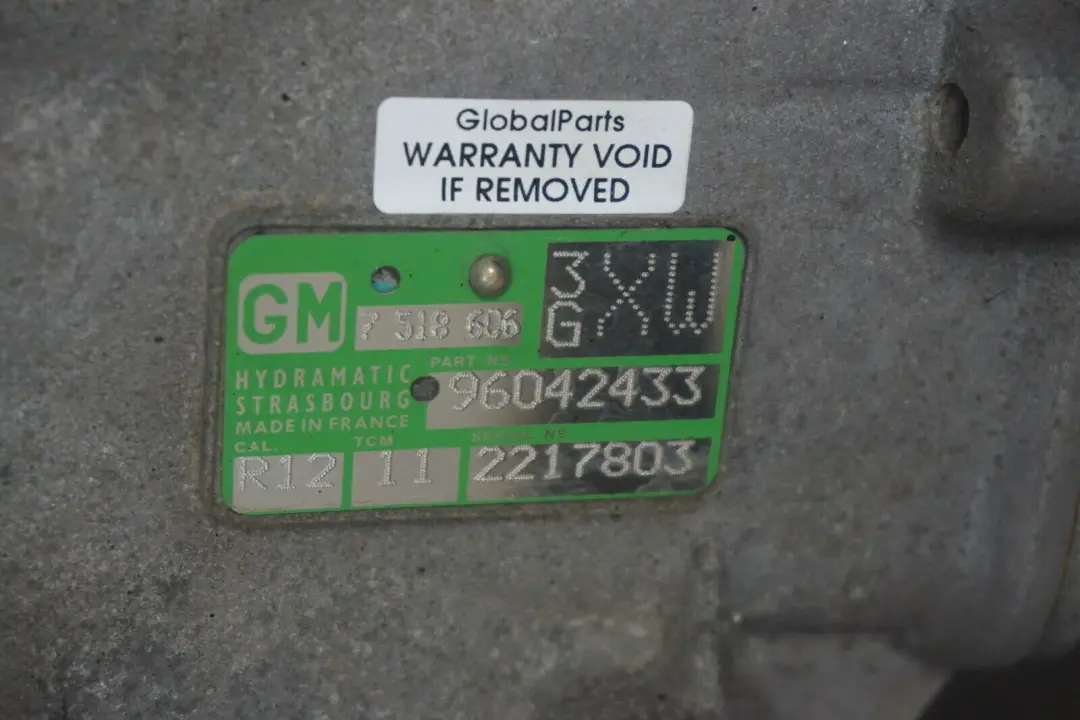 GlobalParts
WARRANTY VOID
IF REMOVED
GM
7 518 606
3G XW
PART Nº
96042433
HYDRAMATIC
STRASBOURG
MADE IN FRANCE
CAL.
TCM
SERIAL Nº
R12
11
2217803